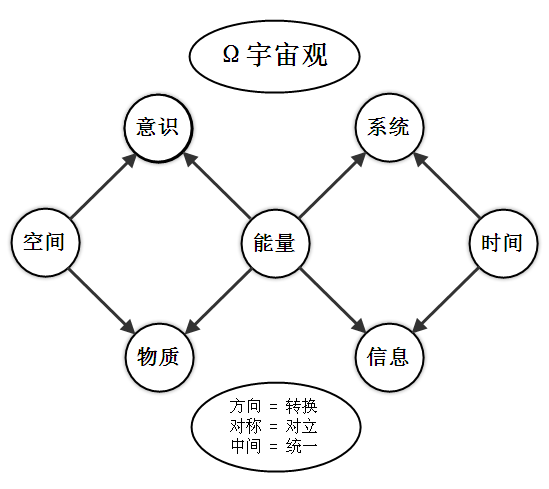 Ω宇宙观
意识
系统
空间
能量
时间
物质
信息
方向 = 转换
对称 = 对立
中间 = 统一